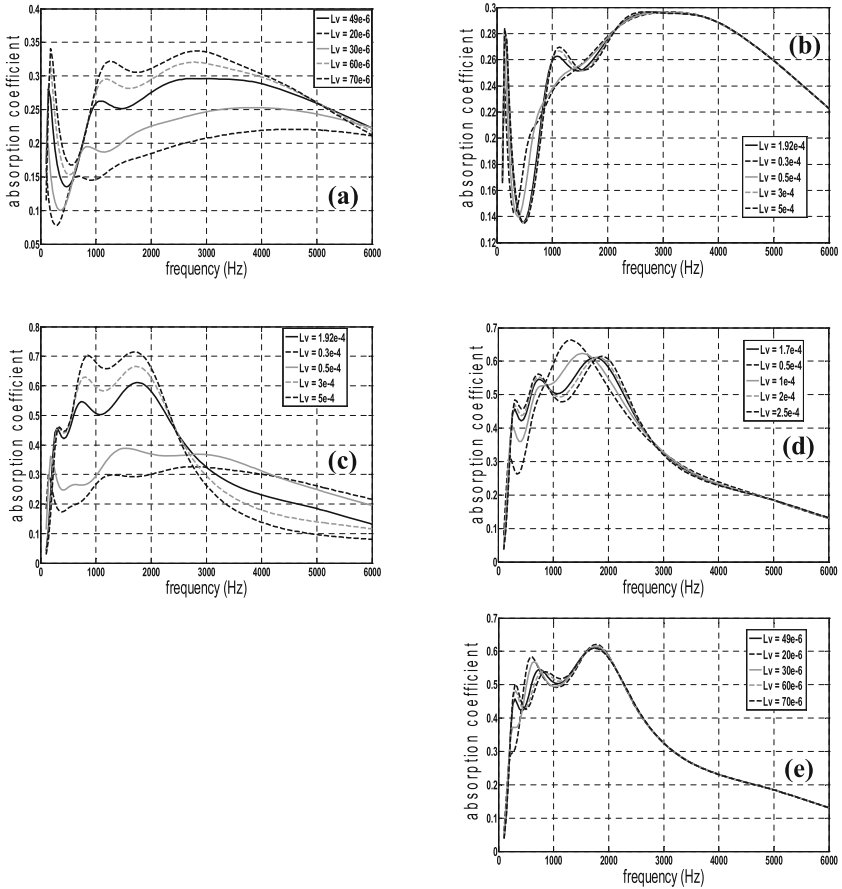 0.4
0.35
0.3
0.25
0.2
0.15
0.1
0.05
0
1000
2000
3000
4000
5000
6000
absorption coefficient
frequency (Hz)
Lv = 49e-6
Lv = 20e-6
Lv = 30e-6
Lv = 60e-6
Lv = 70e-6
(a)
0.3
0.28
0.26
0.24
0.22
0.2
0.18
0.16
0.14
0.12
0
1000
2000
3000
4000
5000
6000
absorption coefficient
frequency (Hz)
(b)
Lv = 1.92e-4
Lv = 0.3e-4
Lv = 0.5e-4
Lv = 3e-4
Lv = 5e-4
0.8
0.7
0.6
0.5
0.4
0.3
0.2
0.1
0
0
1000
2000
3000
4000
5000
6000
absorption coefficient
frequency (Hz)
Lv = 1.92e-4
Lv = 0.3e-4
Lv = 0.5e-4
Lv = 3e-4
Lv = 5e-4
(c)
0.7
0.6
0.5
0.4
0.3
0.2
0.1
0
0
1000
2000
3000
4000
5000
6000
absorption coefficient
frequency (Hz)
Lv = 1.7e-4
Lv = 0.5e-4
Lv = 1e-4
Lv = 2e-4
Lv =2.5e-4
(d)
0.7
0.6
0.5
0.4
0.3
0.2
0.1
0
0
1000
2000
3000
4000
5000
6000
absorption coefficient
frequency (Hz)
Lv = 49e-6
Lv = 20e-6
Lv = 30e-6
Lv = 60e-6
Lv = 70e-6
(e)